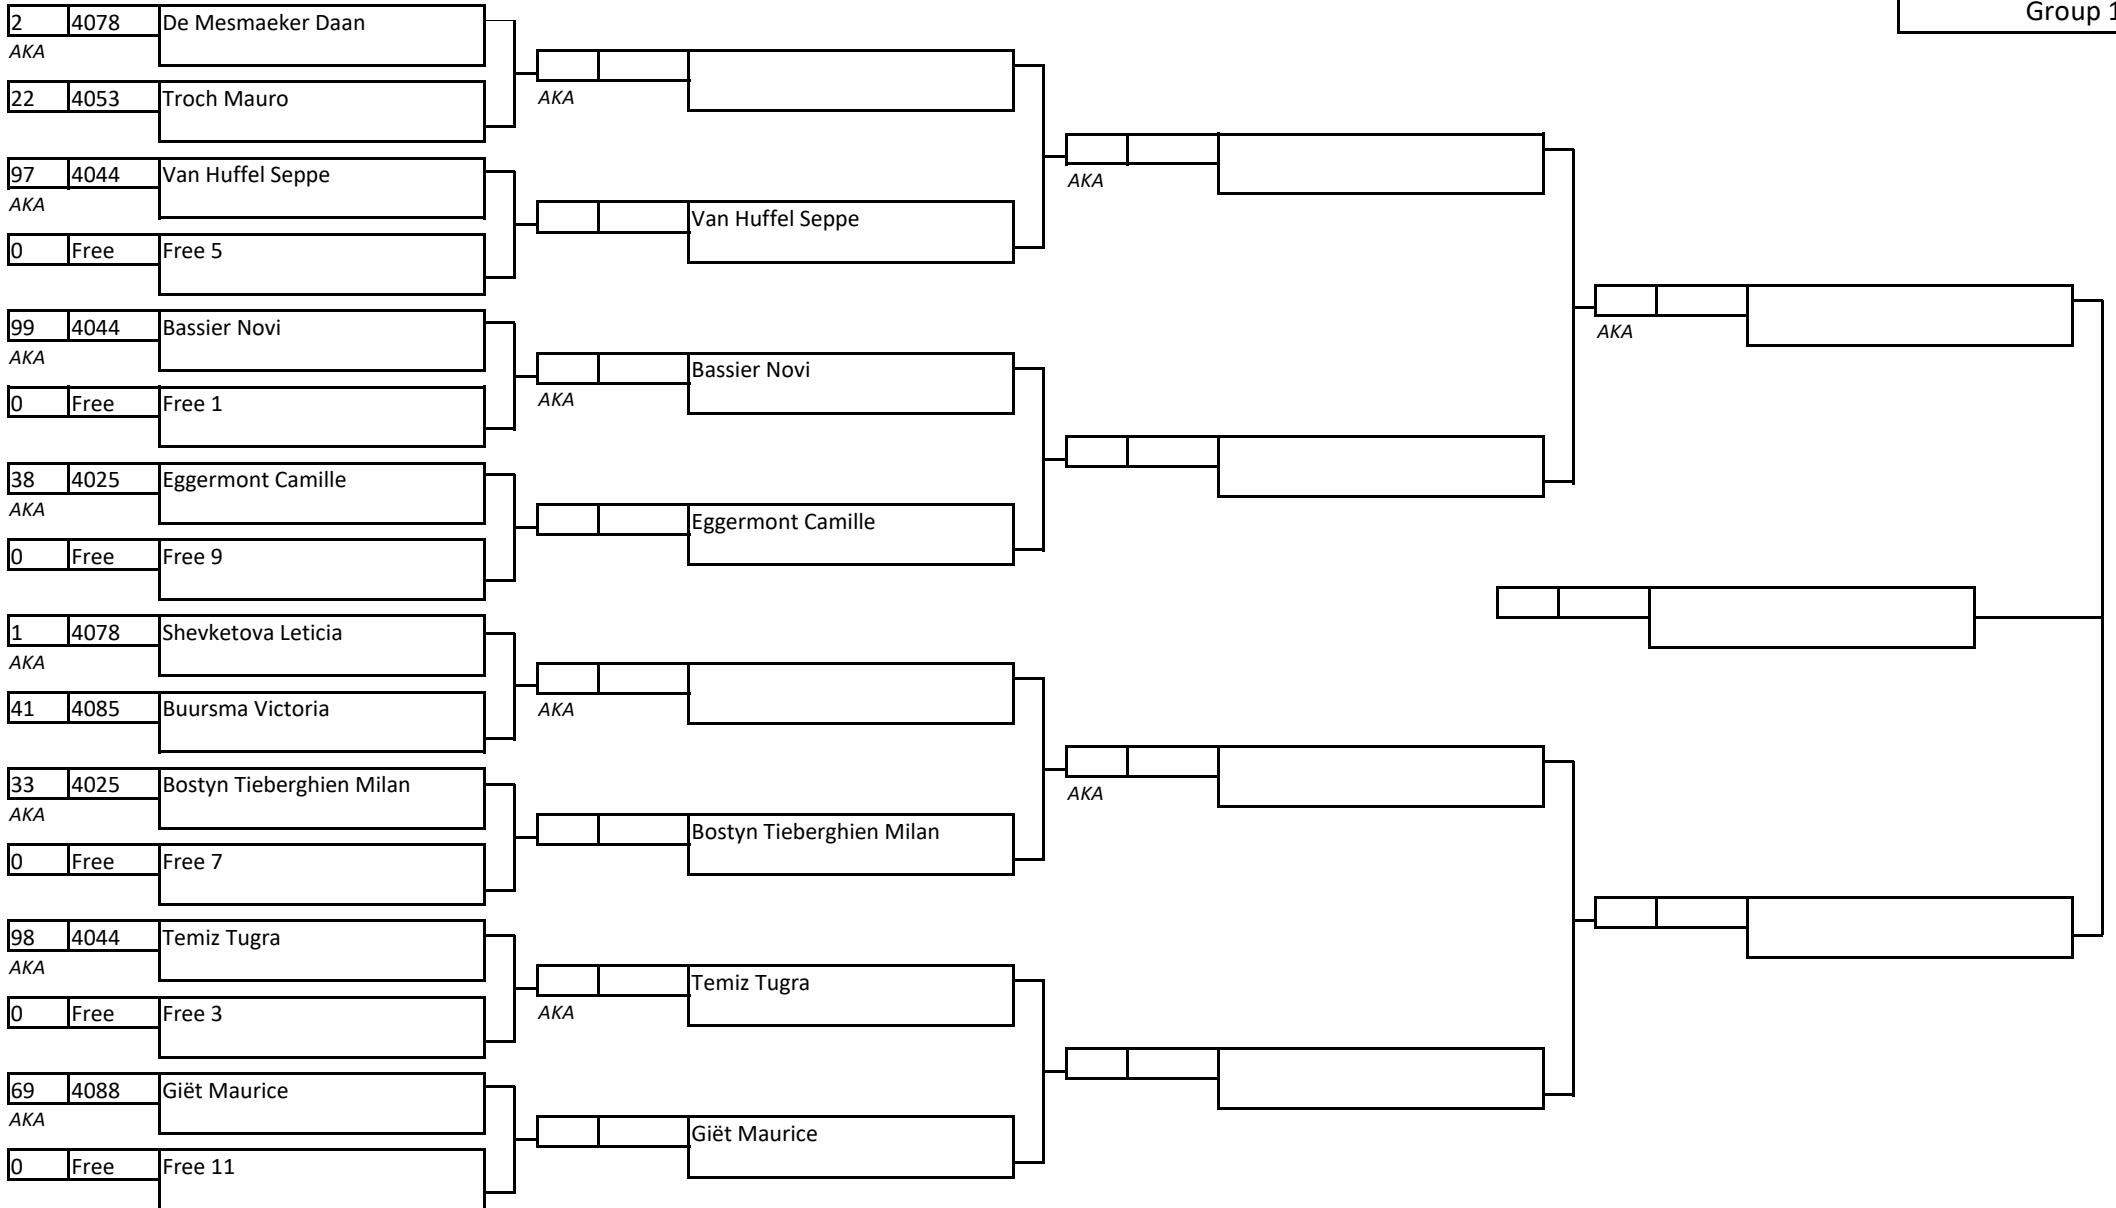 Group 1
2 4078 De Mesmaeker Daan
AKA
22 4053 Troch Mauro
AKA
97 4044 Van Huffel Seppe
AKA
AKA
Van Huffel Seppe
0 Free Free 5
99 4044 Bassier Novi
AKA
AKA
Bassier Novi
AKA
0 Free Free 1
38 4025 Eggermont Camille
AKA
Eggermont Camille
0 Free Free 9
1 4078 Shevketova Leticia
AKA
41 4085 Buursma Victoria
AKA
33 4025 Bostyn Tieberghien Milan
AKA
AKA
Bostyn Tieberghien Milan
0 Free Free 7
98 4044 Temiz Tugra
AKA
Temiz Tugra
0 Free Free 3
AKA
69 4088 Giët Maurice
AKA
Giët Maurice
0 Free Free 11